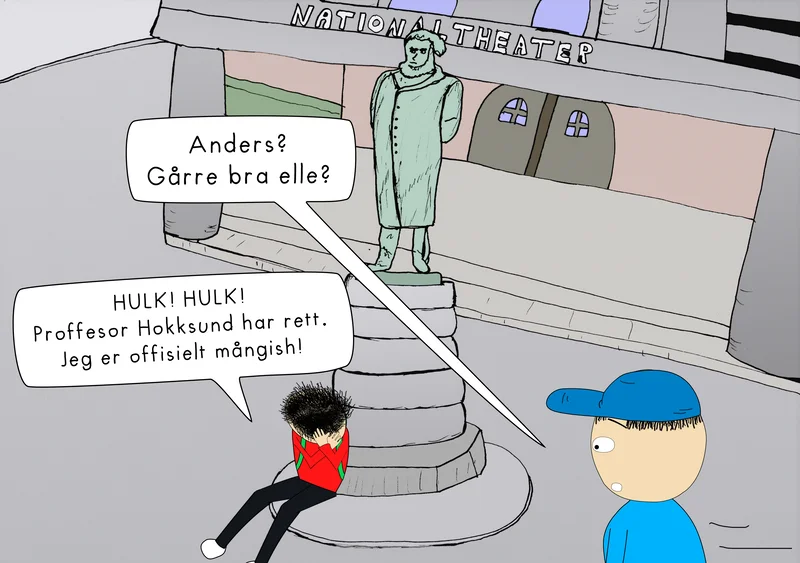 NATIONALTHEATER
Anders?
Gårre bra elle?
HULK! HULK!
Proffesor Hokksund har rett.
Jeg er offisielt mångish!